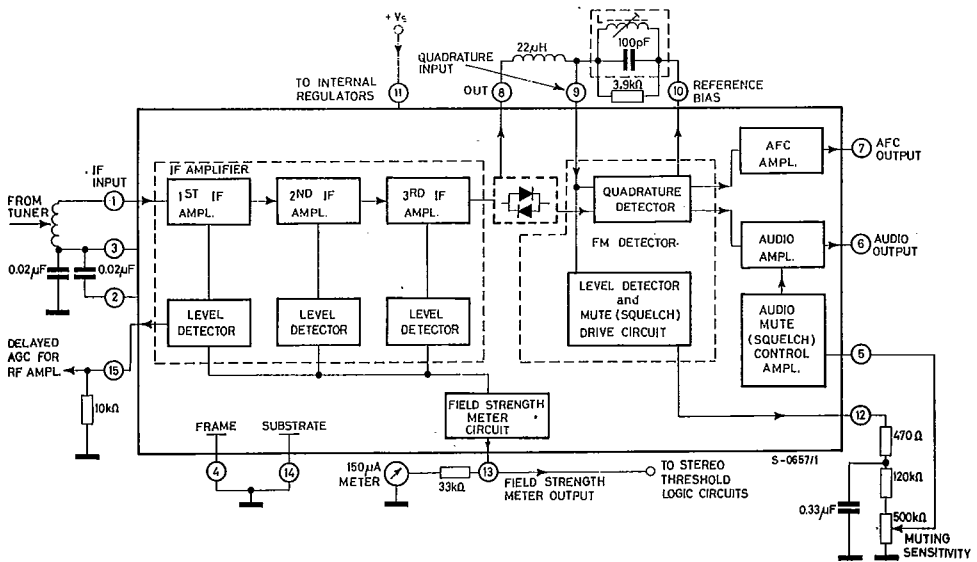 + Vs
L
100pF
22µH
QUADRATURE
INPUT
3.9kΩ
TO INTERNAL
REGULATORS
11
OUT
8
9
10
REFERENCE
BIAS
IF
INPUT
IF AMPLIFIER
AFC
AMPL.
7
AFC
OUTPUT
FROM
TUNER
1
1ST IF
AMPL.
2ND IF
AMPL.
3RD IF
AMPL.
QUADRATURE
DETECTOR
FM DETECTOR
3
AUDIO
AMPL.
6
AUDIO
OUTPUT
0.02µF
0.02µF
2
LEVEL
DETECTOR
LEVEL
DETECTOR
LEVEL
DETECTOR
LEVEL DETECTOR
and
MUTE (SQUELCH)
DRIVE CIRCUIT
AUDIO
MUTE
(SQUELCH)
CONTROL
AMPL.
5
DELAYED
AGC FOR
RF AMPL.
15
10kΩ
FIELD STRENGTH
METER
CIRCUIT
12
FRAME
SUBSTRATE
470Ω
S-0657/1
4
14
150µA
METER
33kΩ
13
FIELD STRENGTH
METER OUTPUT
TO STEREO
THRESHOLD
LOGIC CIRCUITS
120kΩ
0.33µF
500kΩ
MUTING
SENSITIVITY